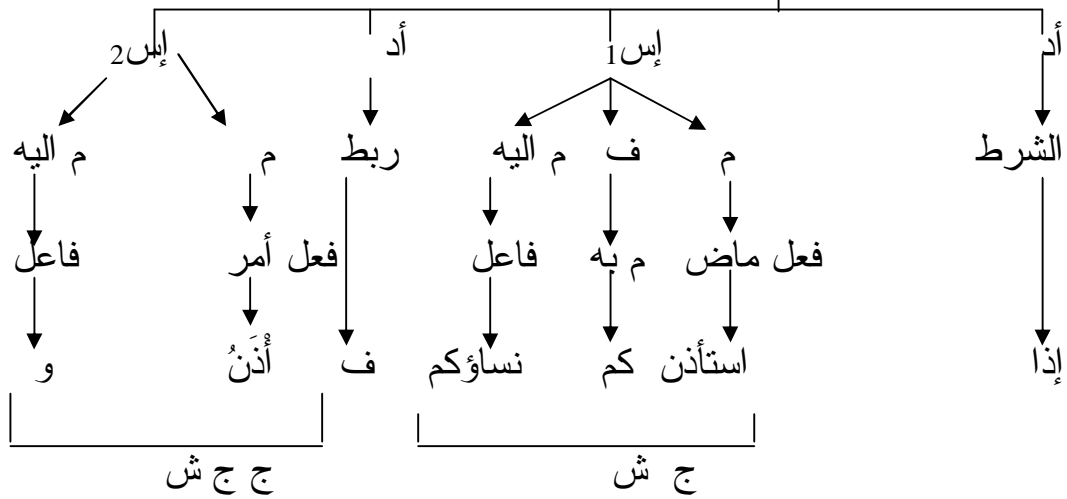 أد إس1 أد إس2
الشرط م ف م اليه ربط م م اليه
فعل ماض م به فاعل فعل أمر فاعل
إذا استأذن كم نساؤكم ف أْذَنُ و
ج ش ج ج ش